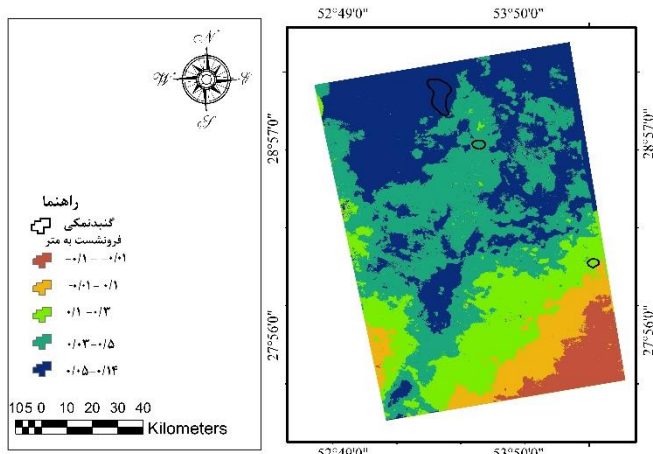 52°49'0" 53°50'0"
N
W E
S
28°57'0" 28°57'0"
راهنما
گنبدنمکی
فرونشست به متر
-۰/۱ - -۰/۰۱
-۰/۰۱ - ۰/۱
۰/۱ -۰/۳
۰/۰۳-۰/۵
۰/۰۵-۰/۱۴
27°56'0" 27°56'0"
105 0 10 20 30 40
Kilometers
52°49'0" 53°50'0"